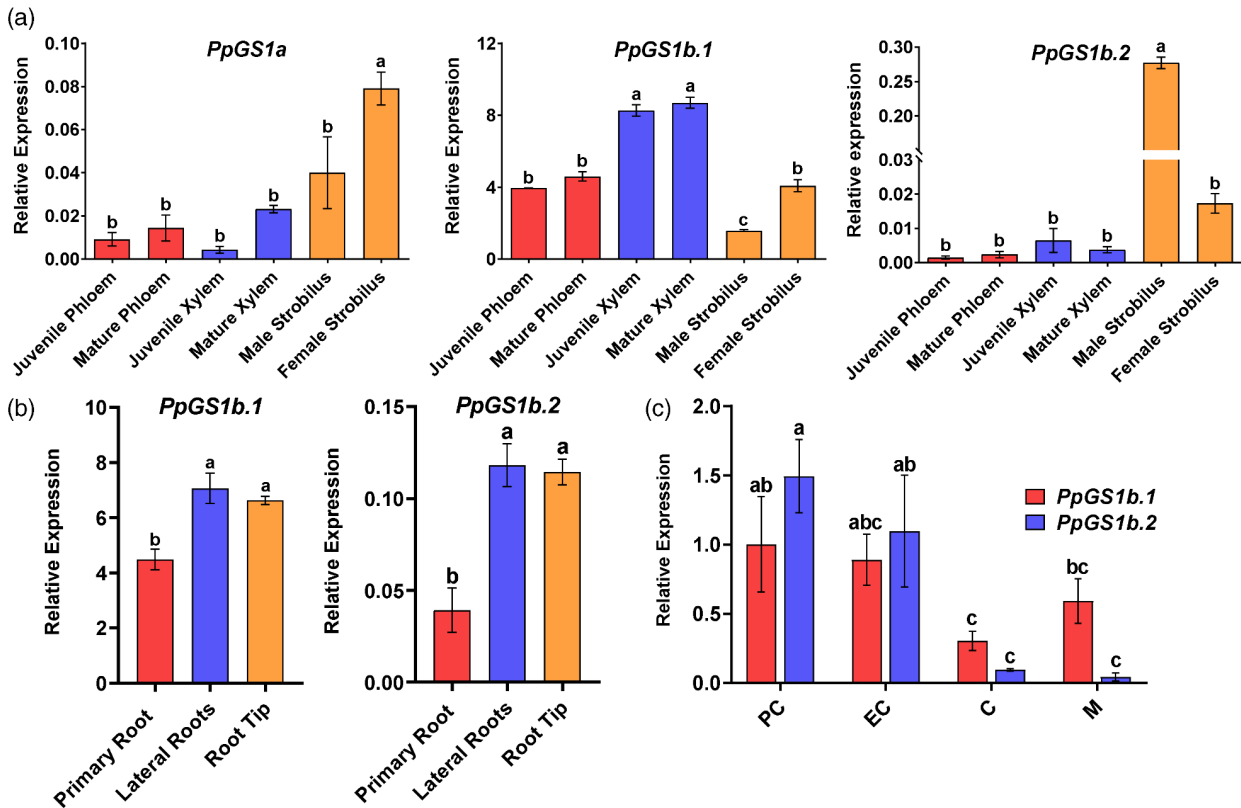 (a)
PpGS1a
Relative Expression
0.10
0.08
0.06
0.04
0.02
0.00
b
b
b
b
b
a
Juvenile Phloem
Mature Phloem
Juvenile Xylem
Mature Xylem
Male Strobilus
Female Strobilus
PpGS1b.1
Relative Expression
12
8
4
0
b
b
a
a
c
b
Juvenile Phloem
Mature Phloem
Juvenile Xylem
Mature Xylem
Male Strobilus
Female Strobilus
PpGS1b.2
Relative expression
0.30
0.20
0.03
0.02
0.01
0.00
b
b
b
b
a
b
Juvenile Phloem
Mature Phloem
Juvenile Xylem
Mature Xylem
Male Strobilus
Female Strobilus
(b)
PpGS1b.1
Relative Expression
10
8
6
4
2
0
b
a
a
Primary Root
Lateral Roots
Root Tip
PpGS1b.2
Relative Expression
0.15
0.10
0.05
0.00
b
a
a
Primary Root
Lateral Roots
Root Tip
(c)
Relative Expression
2.0
1.5
1.0
0.5
0.0
ab
a
abc
ab
c
c
bc
c
PC
EC
C
M
PpGS1b.1
PpGS1b.2